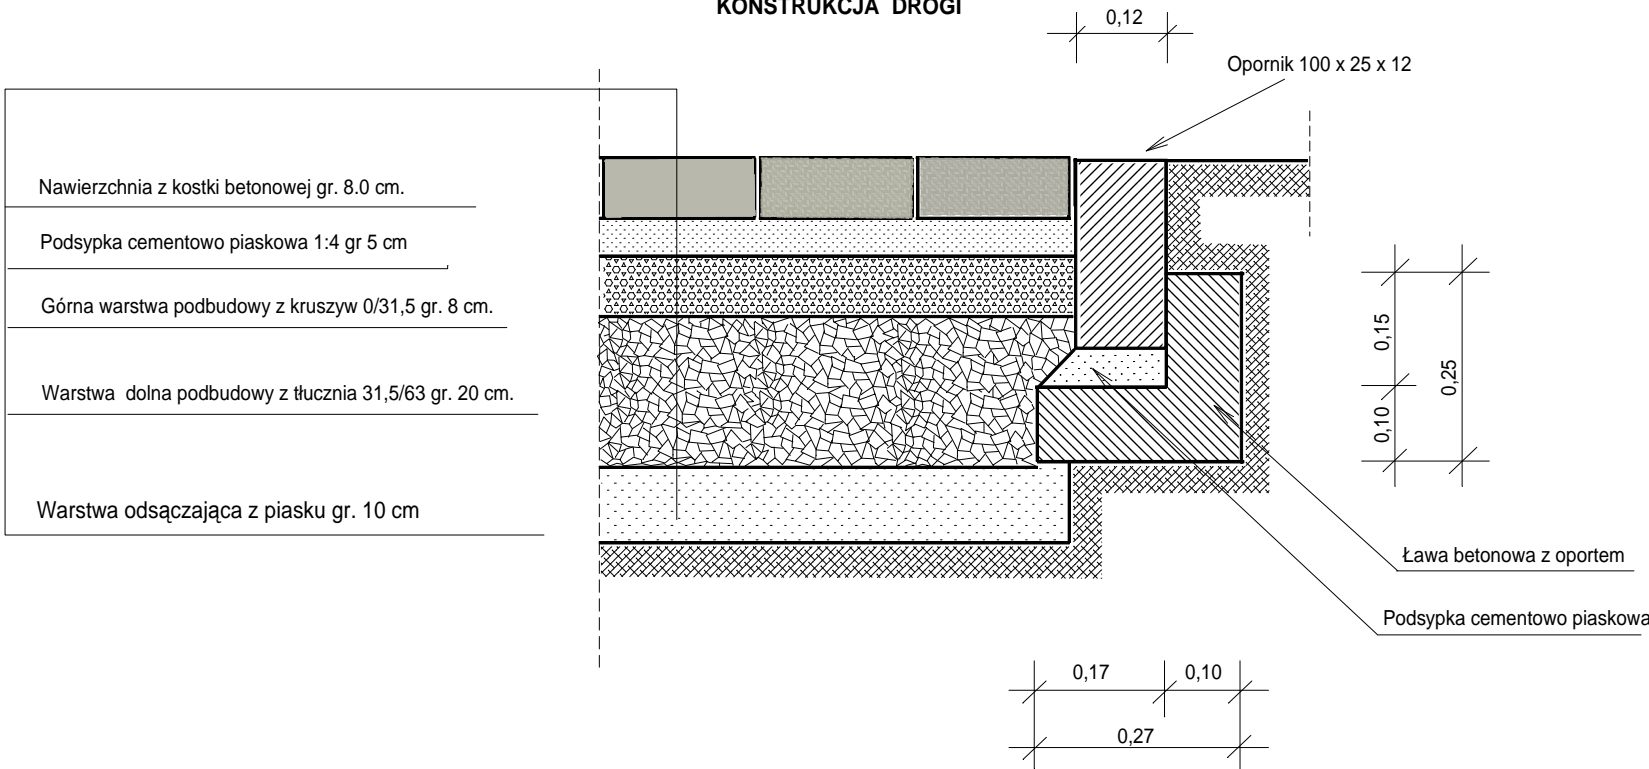 KONSTRUKCJA DROGI
0,12
Opornik 100 x 25 x 12
Nawierzchnia z kostki betonowej gr. 8.0 cm.
Podsypka cementowo piaskowa 1:4 gr 5 cm
Górna warstwa podbudowy z kruszyw 0/31,5 gr. 8 cm.
Warstwa dolna podbudowy z tłucznia 31,5/63 gr. 20 cm.
Warstwa odsączająca z piasku gr. 10 cm
0,15
0,25
0,10
Ława betonowa z oportem
Podsypka cementowo piaskowa
0,17
0,10
0,27